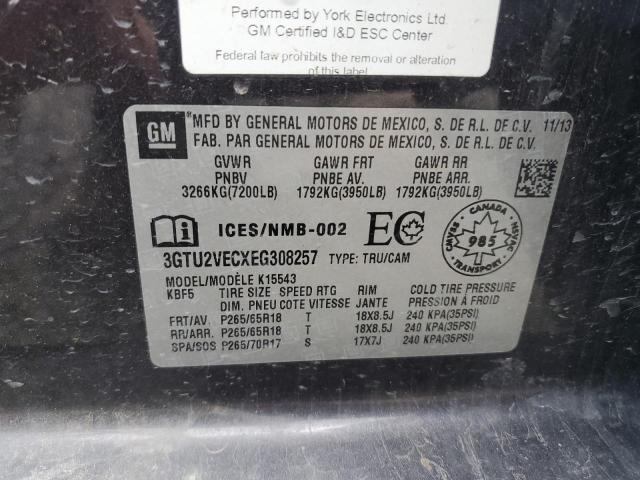 Performed by York Electronics Ltd.
GM Certified I&D ESC Center
Federal law prohibits the removal or alteration
of this label
GM
*MFD BY GENERAL MOTORS DE MEXICO, S. DE R.L. DE C.V. 11/13
FAB. PAR GENERAL MOTORS DE MEXICO, S. DE R.L. DE C.V.
GVWR GAWR FRT GAWR RR
PNBV PNBE AV. PNBE ARR.
3266KG(7200LB) 1792KG(3950LB) 1792KG(3950LB)
ICES/NMB-002 EC
CANADA
CMVSS 985 NSVAC
3GTU2VECXEG308257 TYPE: TRU/CAM
MODEL/MODÈLE K15543
KBF5 TIRE SIZE SPEED RTG RIM COLD TIRE PRESSURE
DIM. PNEU COTE VITESSE JANTE PRESSION À FROID
FRT/AV. P265/65R18 T 18X8.5J 240 KPA(35PSI)
RR/ARR. P265/65R18 T 18X8.5J 240 KPA(35PSI)
SPA/SOS P265/70R17 S 17X7J 240 KPA(35PSI)